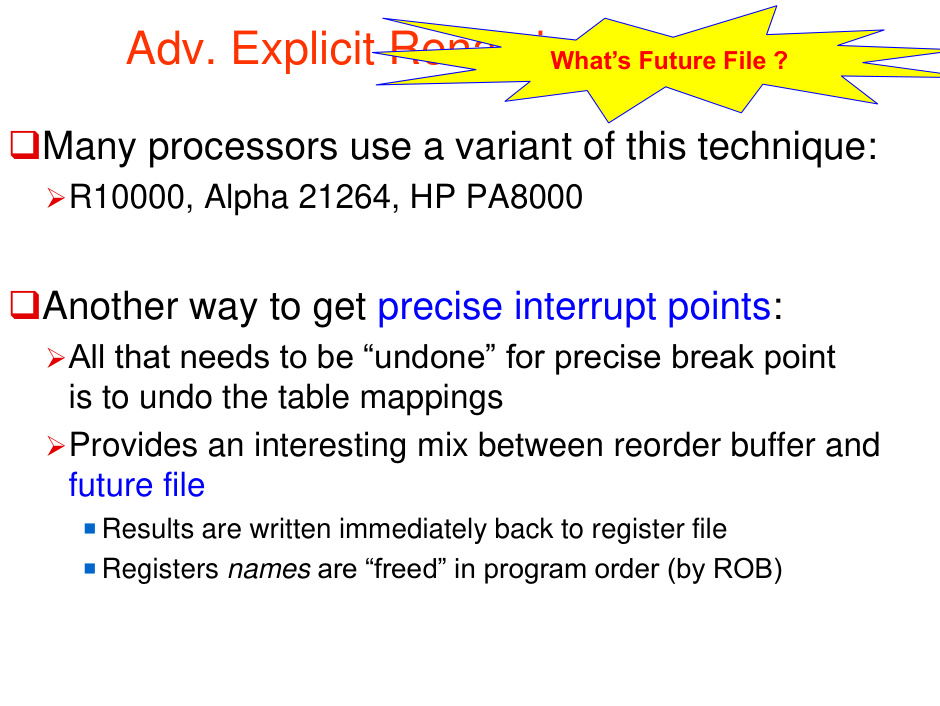 Adv. Explicit
What's Future File ?
Many processors use a variant of this technique:
R10000, Alpha 21264, HP PA8000
Another way to get precise interrupt points:
All that needs to be “undone” for precise break point
is to undo the table mappings
Provides an interesting mix between reorder buffer and
future file
Results are written immediately back to register file
Registers names are “freed” in program order (by ROB)